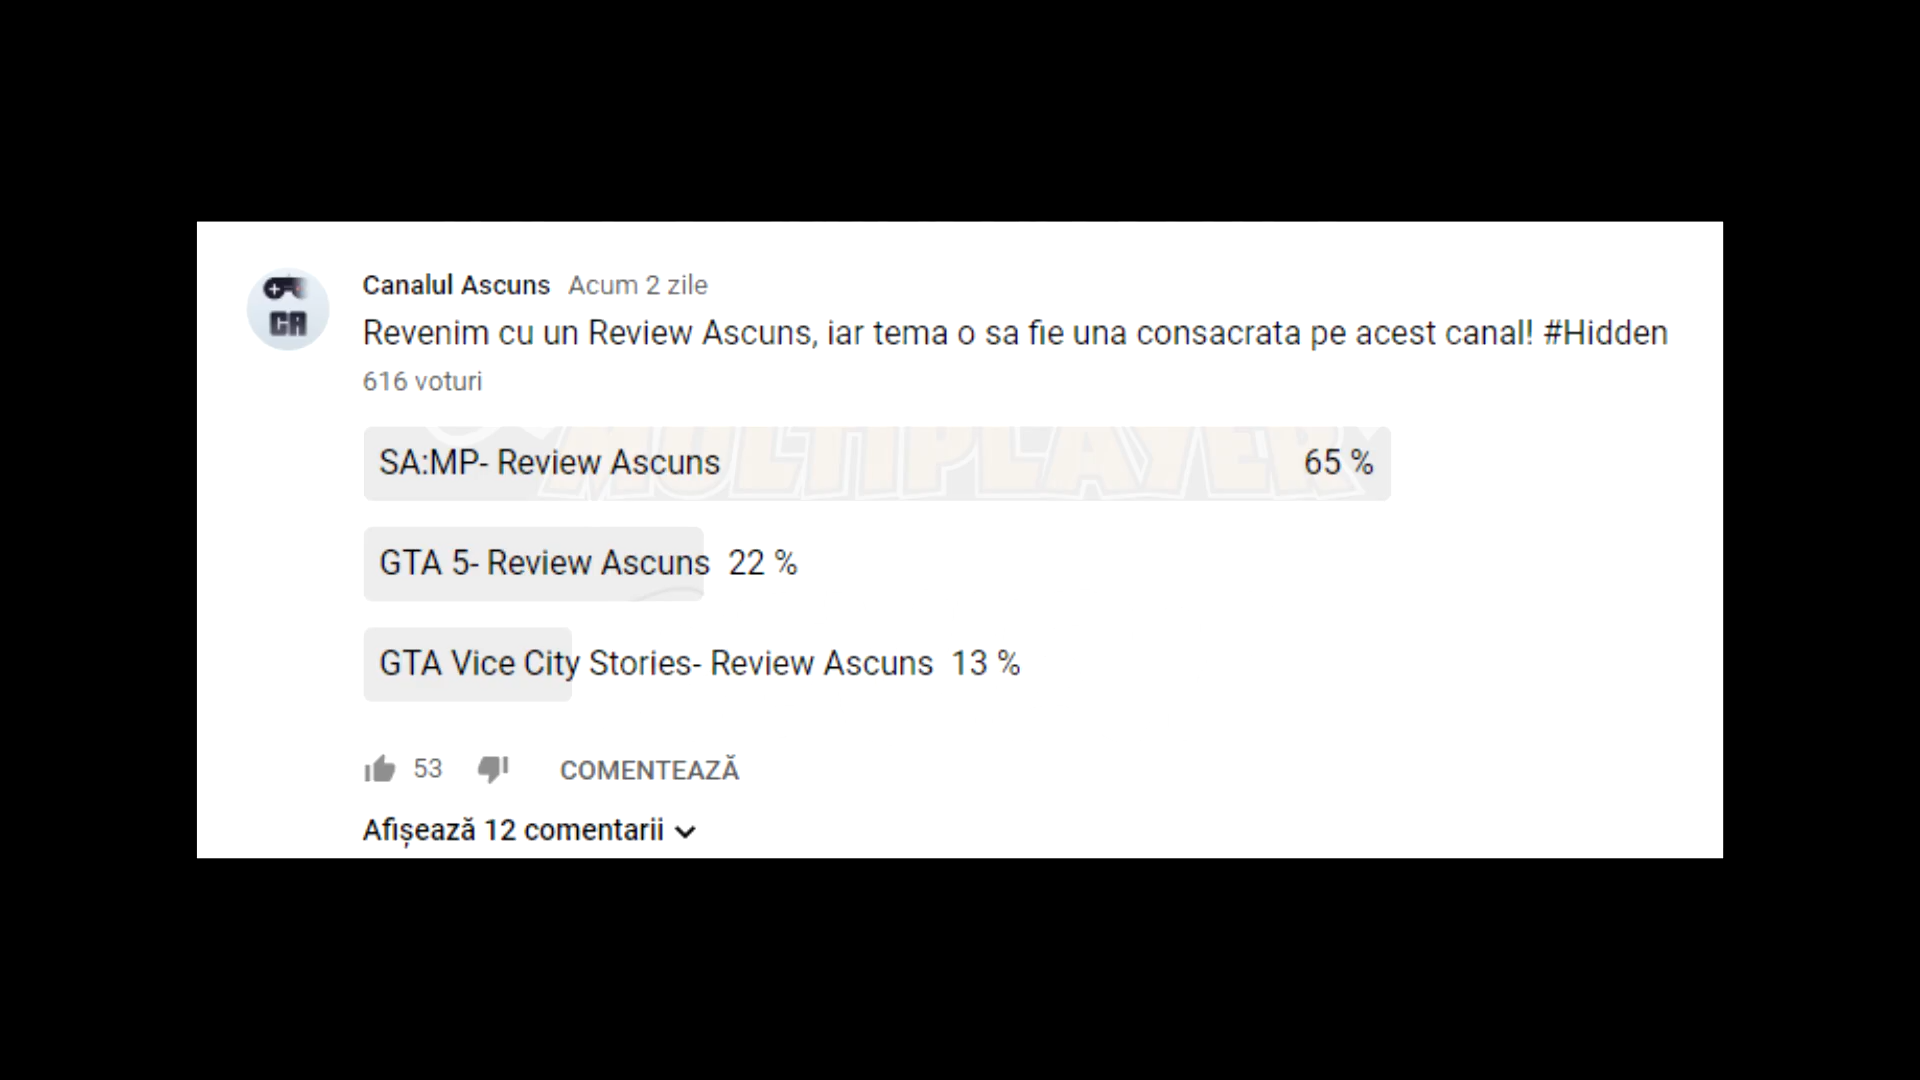 CA
Canalul Ascuns Acum 2 zile
Revenim cu un Review Ascuns, iar tema o sa fie una consacrata pe acest canal! #Hidden
616 voturi
MULTIPLAYER
SA:MP- Review Ascuns 65 %
GTA 5- Review Ascuns 22 %
GTA Vice City Stories- Review Ascuns 13 %
53 COMENTEAZĂ
Afișează 12 comentarii